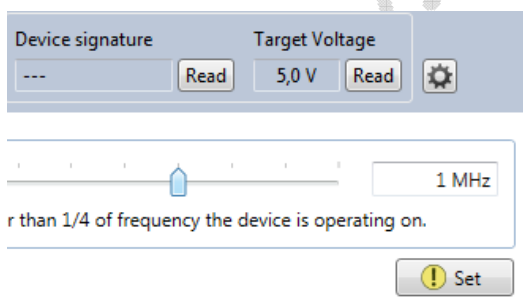 Device signature Target Voltage
--- Read 5,0 V Read
1 MHz
r than 1/4 of frequency the device is operating on.
Set